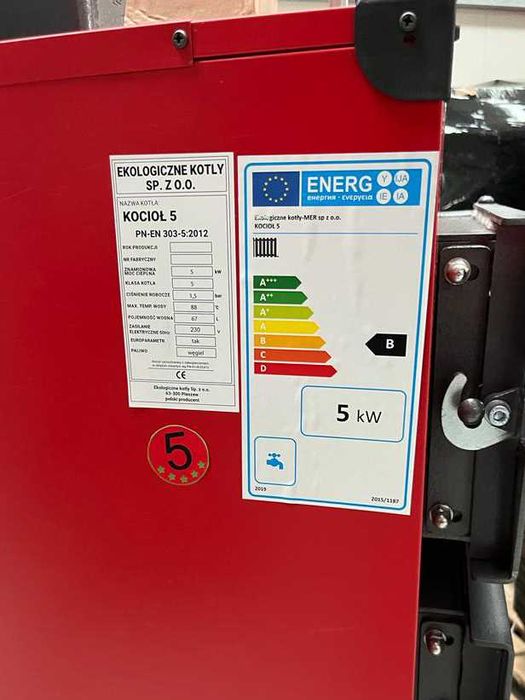 EKOLOGICZNE KOTŁY
SP. Z O.O.
NAZWA KOTŁA:
KOCIOŁ 5
PN-EN 303-5:2012
ROK PRODUKCJI
NR FABRYCZNY
ZNAMIONOWA
MOC CIEPLNA 5 kW
KLASA KOTŁA 5
CIŚNIENIE ROBOCZE 1,5 bar
MAX. TEMP. WODY 88 °C
POJEMNOŚĆ WODNA 67 L
ZASILANIE
ELEKTRYCZNE 50Hz 230 V
EUROPARAMETR tak
PALIWO węgiel
CE
Ekologiczne kotły Sp. z o.o.
63-300 Pleszew
polski producent
5
ENERG Y IJA
IE IA
енергия · ενεργεια
Ekologiczne kotły-MER sp z o.o.
KOCIOŁ 5
A+++
A++
A+
A
B
C
D
B
5 kW
2019
2015/1187